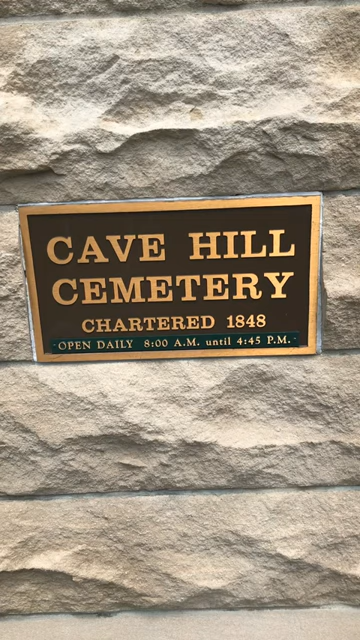 CAVE HILL
CEMETERY
CHARTERED 1848
OPEN DAILY 8:00 A.M. until 4:45 P.M.